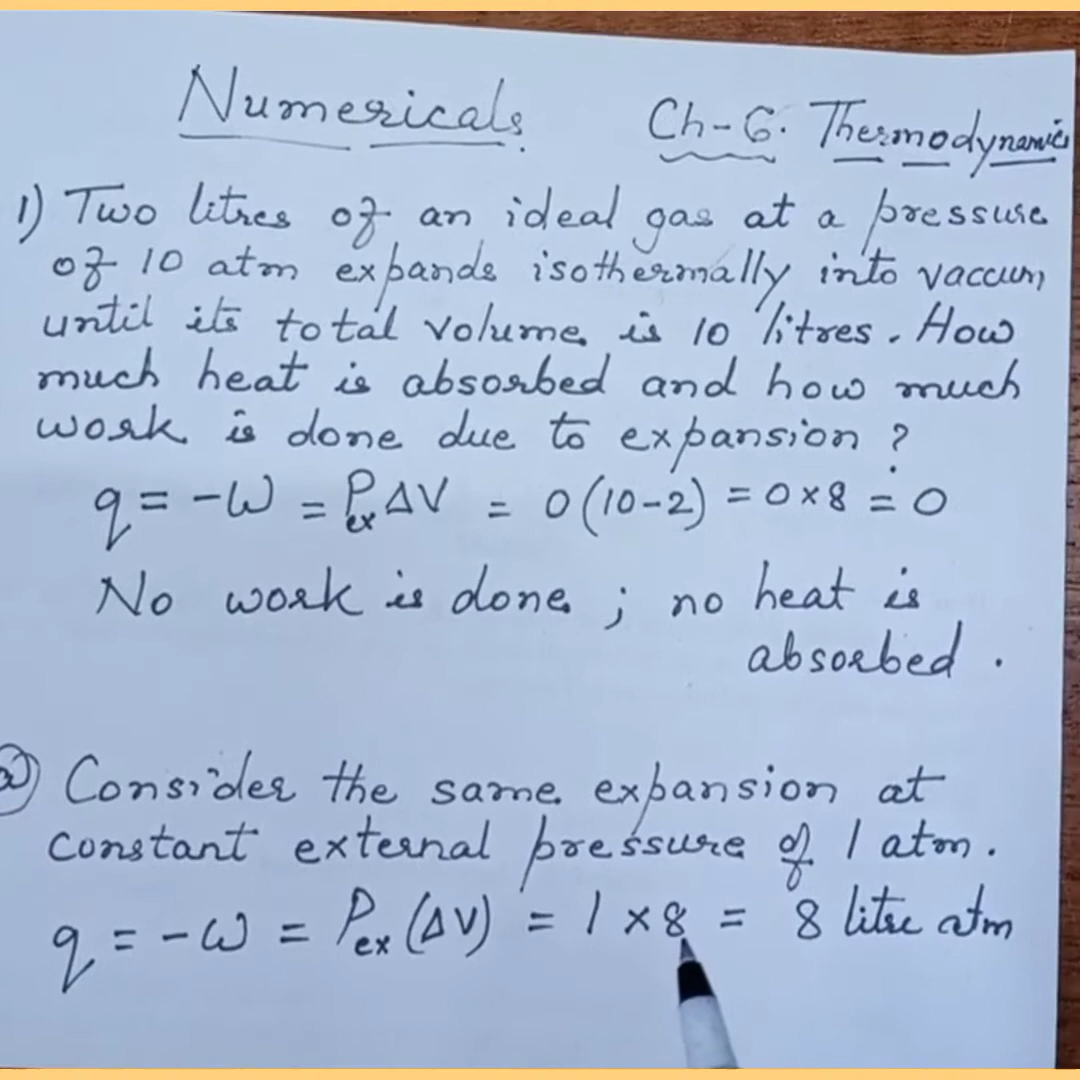 Numericals. Ch-6. Thermodynamics
1) Two litres of an ideal gas at a pressure
of 10 atm expands isothermally into vaccum
until its total volume is 10 litres. How
much heat is absorbed and how much
work is done due to expansion ?
q = -W = PexΔV = 0(10-2) = 0×8 = 0
No work is done ; no heat is
absorbed .
2) Consider the same expansion at
constant external pressure of 1 atm.
q = -W = Pex(ΔV) = 1 × 8 = 8 litre atm